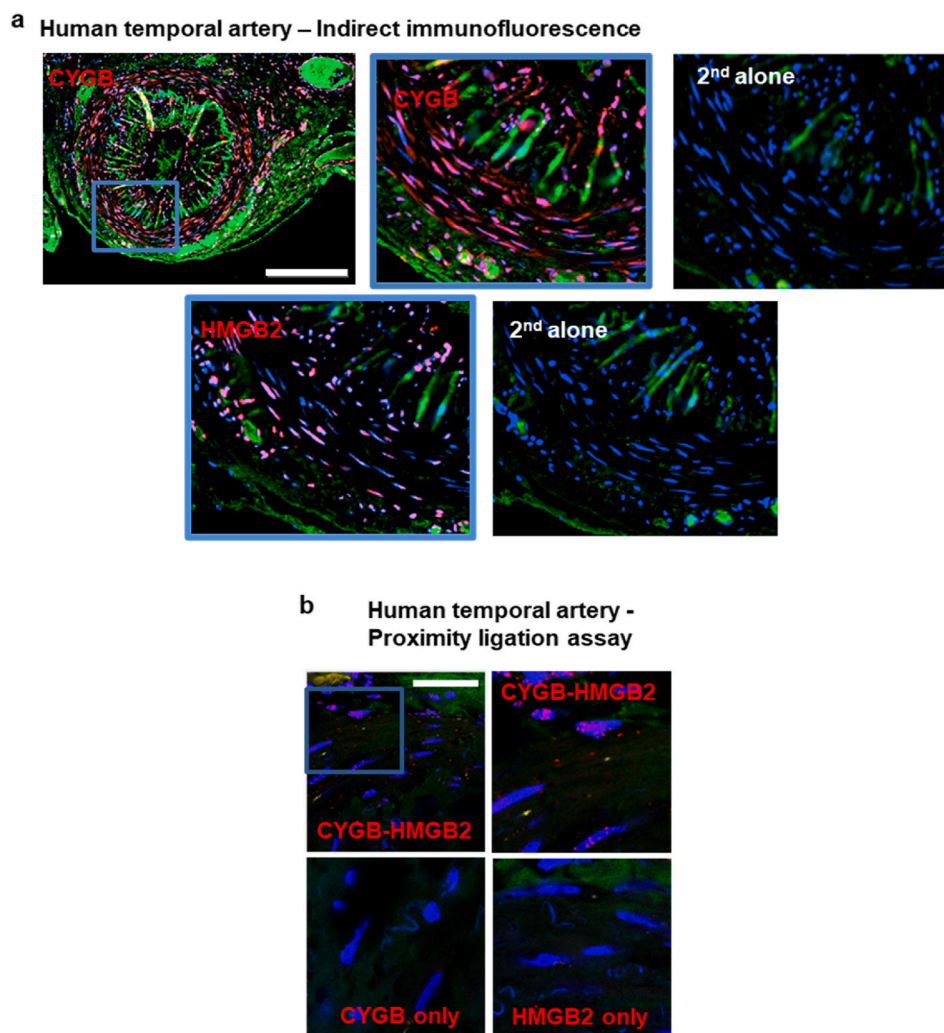 a Human temporal artery – Indirect immunofluorescence
CYGB
CYGB
2nd alone
HMGB2
2nd alone
b Human temporal artery -
Proximity ligation assay
CYGB-HMGB2
CYGB-HMGB2
CYGB only
HMGB2 only